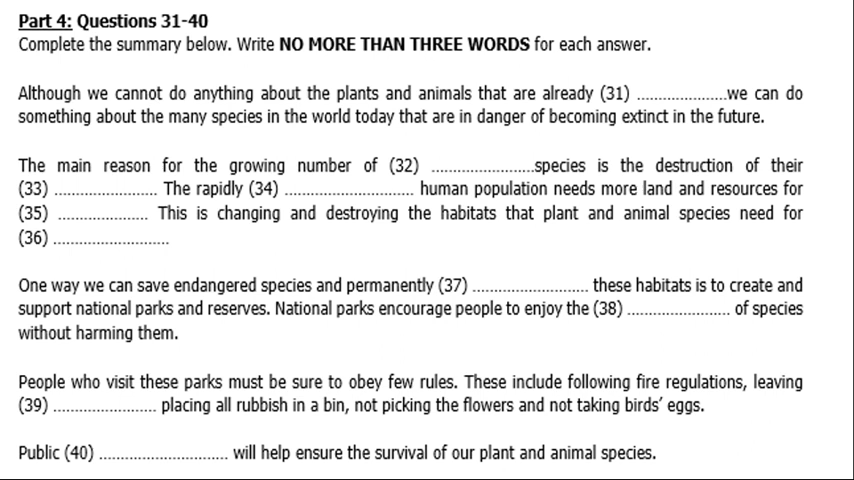 Part 4: Questions 31-40
Complete the summary below. Write NO MORE THAN THREE WORDS for each answer.
Although we cannot do anything about the plants and animals that are already (31) ....................we can do
something about the many species in the world today that are in danger of becoming extinct in the future.
The main reason for the growing number of (32) .......................species is the destruction of their
(33) ....................... The rapidly (34) ............................. human population needs more land and resources for
(35) .................... This is changing and destroying the habitats that plant and animal species need for
(36) ..........................
One way we can save endangered species and permanently (37) .......................... these habitats is to create and
support national parks and reserves. National parks encourage people to enjoy the (38) ....................... of species
without harming them.
People who visit these parks must be sure to obey few rules. These include following fire regulations, leaving
(39) ....................... placing all rubbish in a bin, not picking the flowers and not taking birds' eggs.
Public (40) ............................. will help ensure the survival of our plant and animal species.